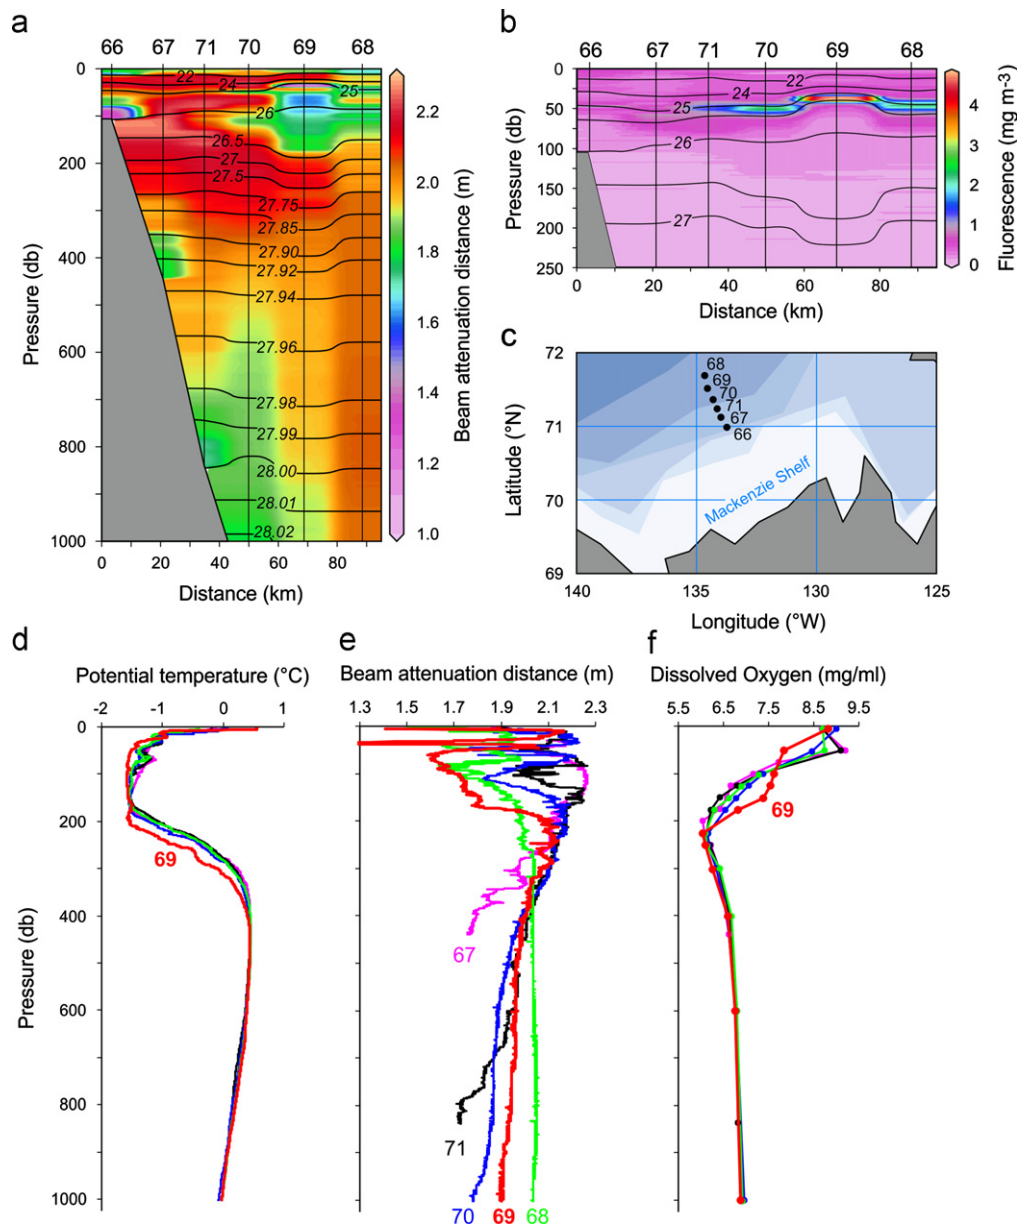 a
66 67 71 70 69 68
0
200
400
600
800
1000
Pressure (db)
22
24
25
26
26.5
27
27.5
27.75
27.85
27.90
27.92
27.94
27.96
27.98
27.99
28.00
28.01
28.02
0 20 40 60 80
Distance (km)
2.2
2.0
1.8
1.6
1.4
1.2
1.0
Beam attenuation distance (m)
b
66 67 71 70 69 68
0
50
100
150
200
250
Pressure (db)
22
24
25
26
27
0 20 40 60 80
Distance (km)
4
3
2
1
0
Fluorescence (mg m-3)
c
72
71
70
69
Latitude (°N)
68
69
70
71
67
66
Mackenzie Shelf
140 135 130 125
Longitude (°W)
d
Potential temperature (°C)
-2 -1 0 1
0
200
400
600
800
1000
Pressure (db)
69
e
Beam attenuation distance (m)
1.3 1.5 1.7 1.9 2.1 2.3
67
71
70 69 68
f
Dissolved Oxygen (mg/ml)
5.5 6.5 7.5 8.5 9.5
69